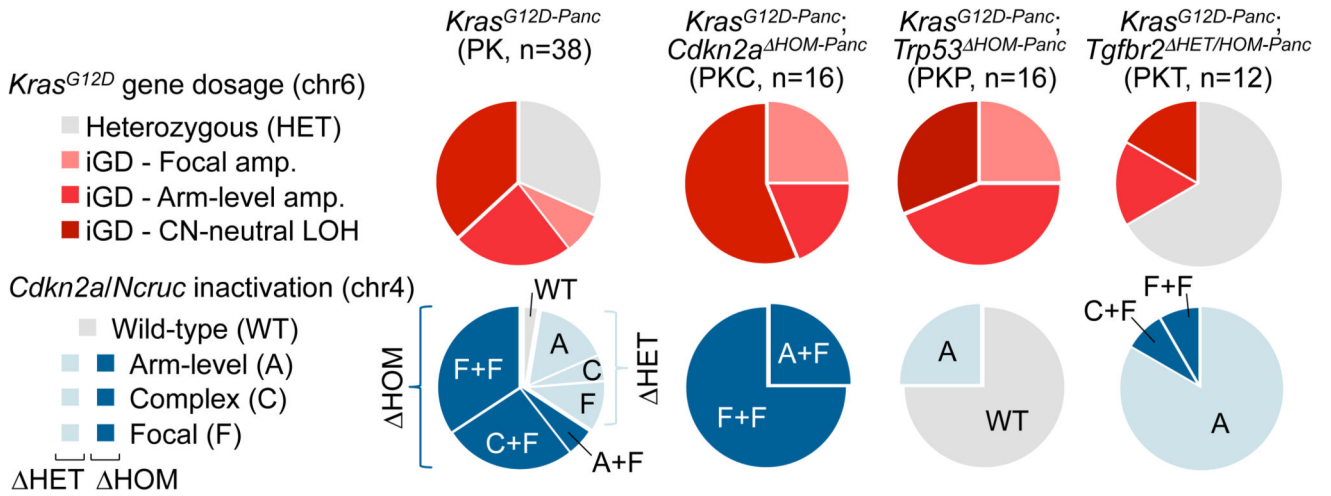 Kras^G12D-Panc
(PK, n=38)
Kras^G12D-Panc;
Cdkn2a^ΔHOM-Panc
(PKC, n=16)
Kras^G12D-Panc;
Trp53^ΔHOM-Panc
(PKP, n=16)
Kras^G12D-Panc;
Tgfbr2^ΔHET/HOM-Panc
(PKT, n=12)
Kras^G12D gene dosage (chr6)
Heterozygous (HET)
iGD - Focal amp.
iGD - Arm-level amp.
iGD - CN-neutral LOH
Cdkn2a/Ncruc inactivation (chr4)
Wild-type (WT)
Arm-level (A)
Complex (C)
Focal (F)
ΔHET ΔHOM
ΔHOM
WT
A
C
F
A+F
C+F
F+F
ΔHET
A+F
F+F
A
WT
F+F
C+F
A